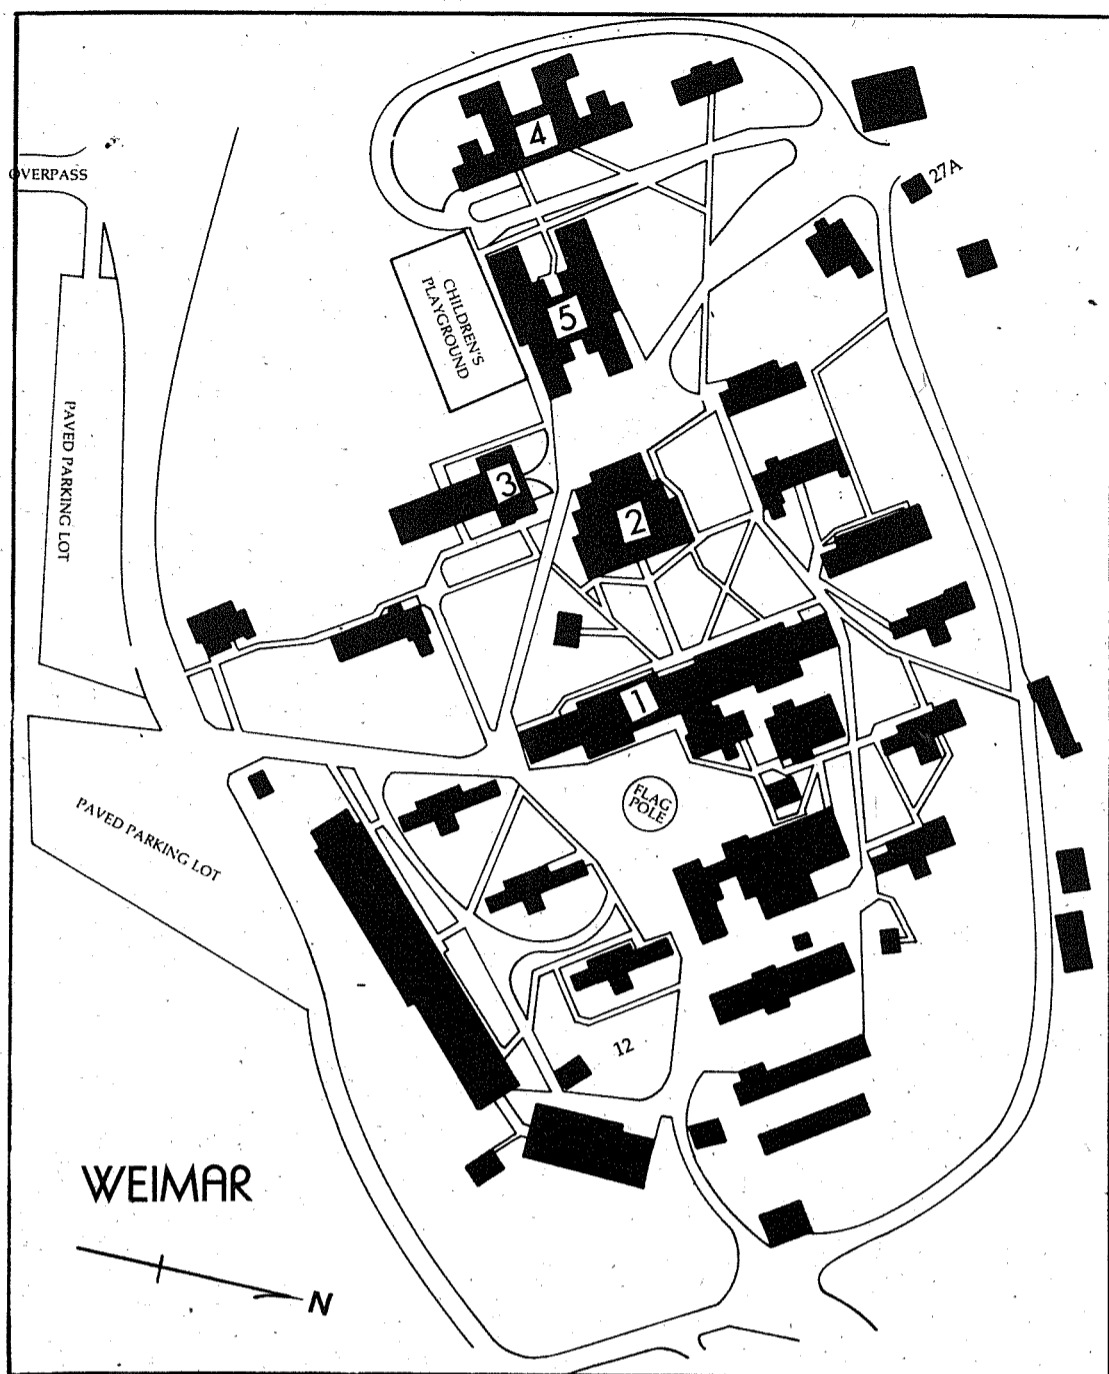 4
OVERPASS
27A
CHILDREN'S
PLAYGROUND
5
PAVED PARKING LOT
3
2
1
FLAG
POLE
PAVED PARKING LOT
12
WEIMAR
N